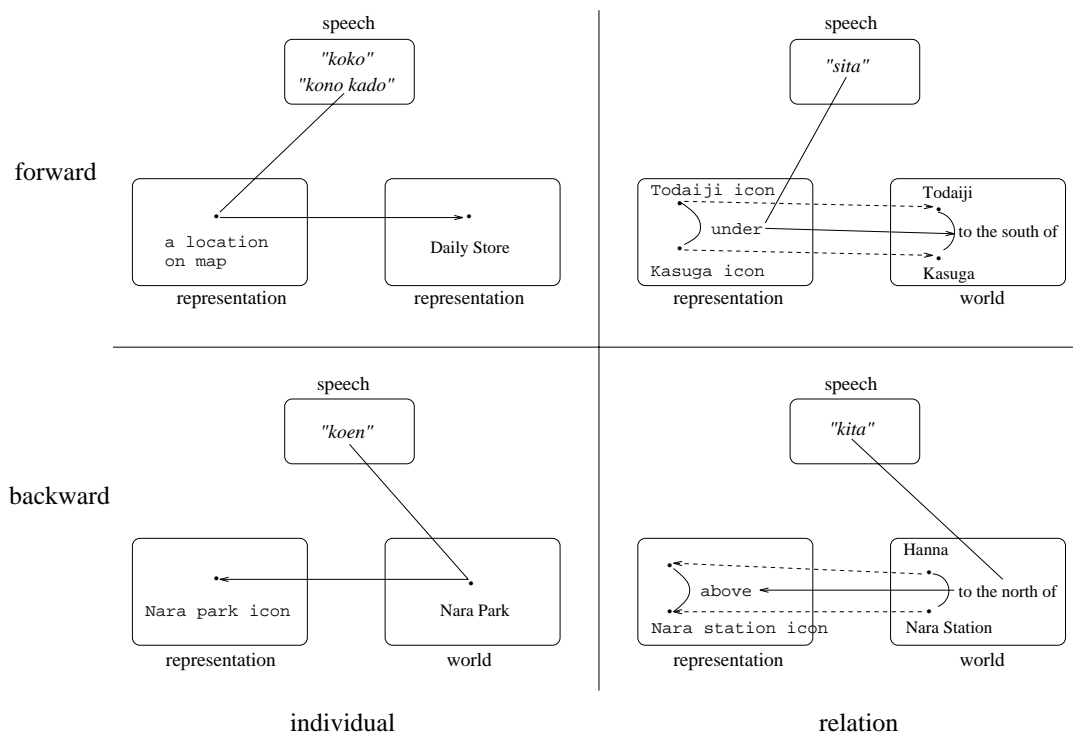 speech
"koko"
"kono kado"
forward
a location
on map
representation
Daily Store
representation
speech
"sita"
Todaiji icon
under
Kasuga icon
representation
Todaiji
to the south of
Kasuga
world
speech
"koen"
backward
Nara park icon
representation
Nara Park
world
speech
"kita"
above
Nara station icon
representation
Hanna
to the north of
Nara Station
world
individual
relation